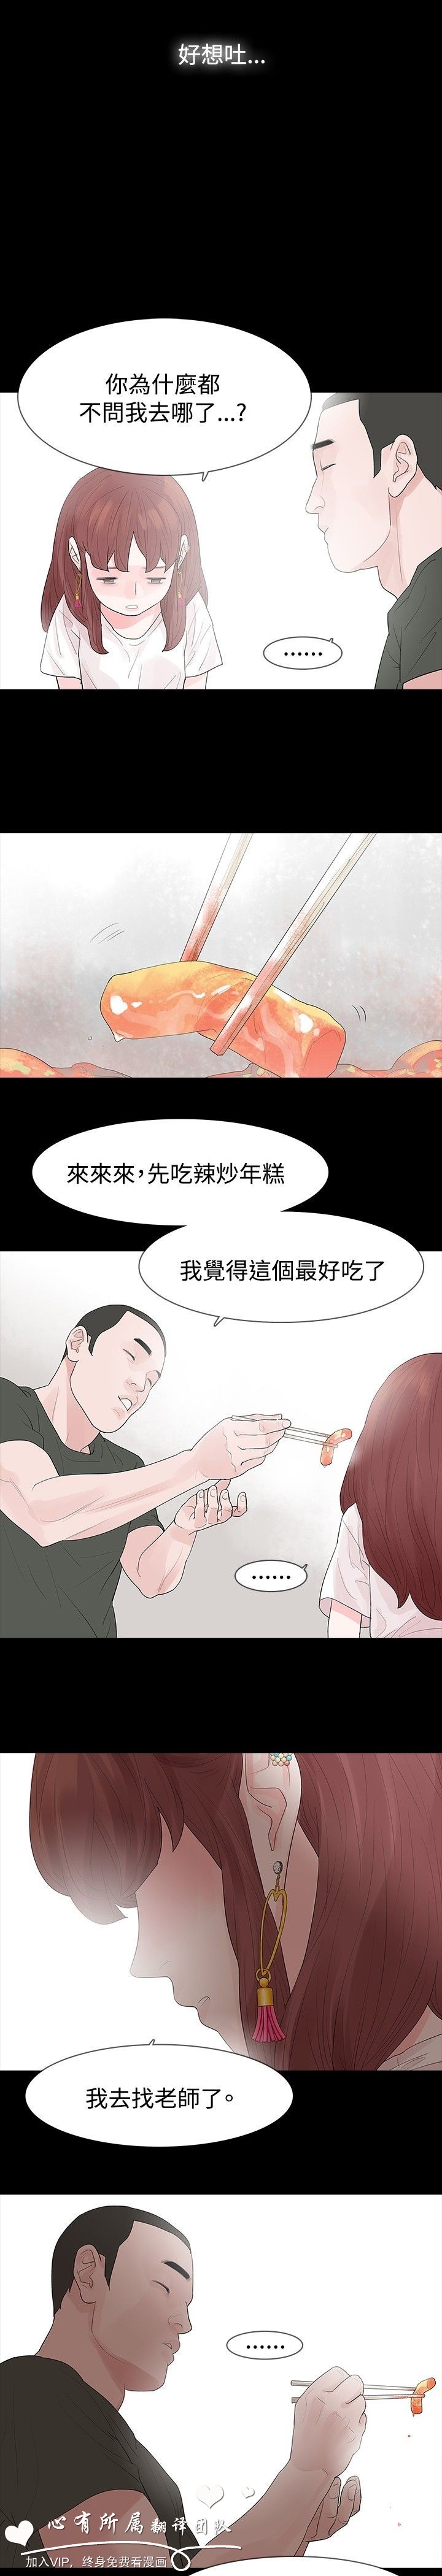 好想吐...
你為什麼都
不問我去哪了...?
......
來來來，先吃辣炒年糕
我覺得這個最好吃了
......
我去找老師了。
......
心有所属翻译团队
加入VIP，终身免费看漫画